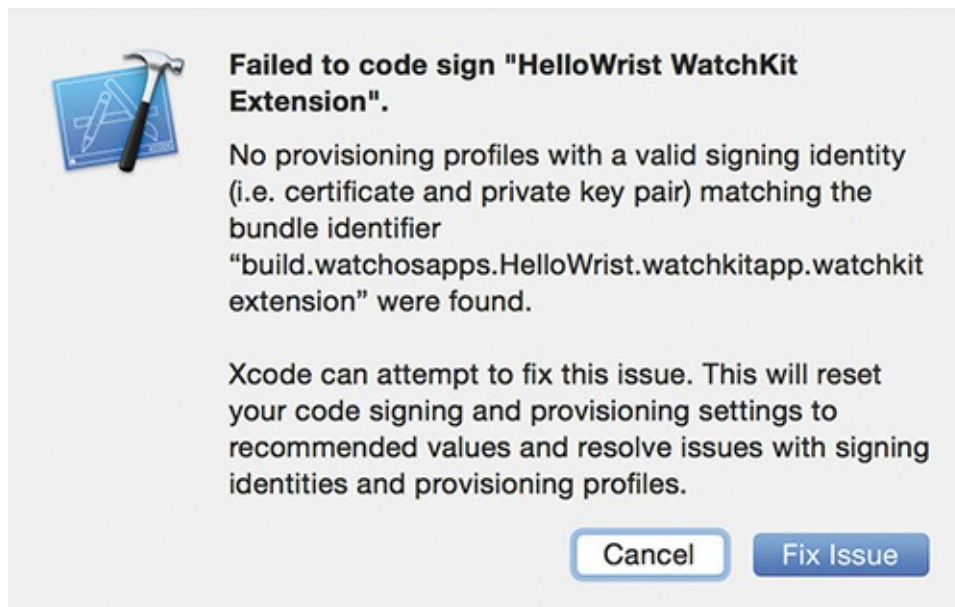 Failed to code sign "HelloWrist WatchKit
Extension".
No provisioning profiles with a valid signing identity
(i.e. certificate and private key pair) matching the
bundle identifier
“build.watchosapps.HelloWrist.watchkitapp.watchkit
extension” were found.
Xcode can attempt to fix this issue. This will reset
your code signing and provisioning settings to
recommended values and resolve issues with signing
identities and provisioning profiles.
Cancel
Fix Issue